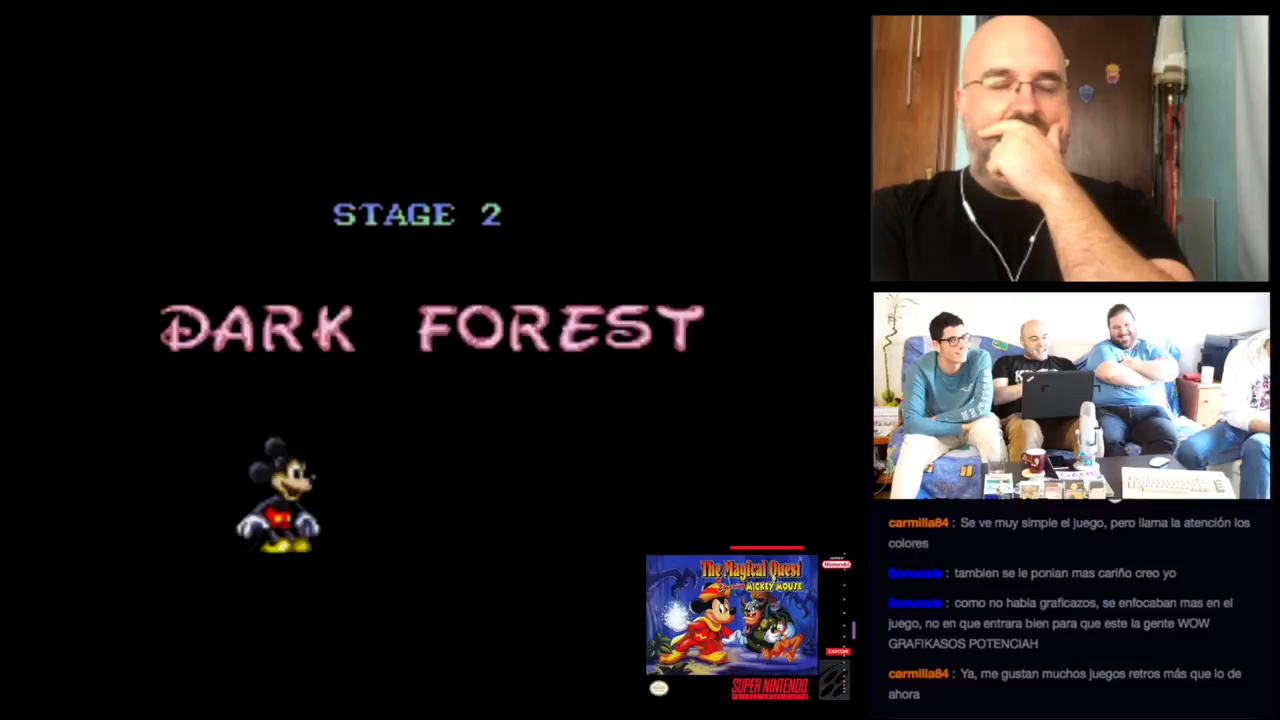 STAGE 2
DARK FOREST
The Magical Quest
Starring MICKEY MOUSE
Nintendo
CAPCOM
SUPER NINTENDO
carmilla84 : Se ve muy simple el juego, pero llama la atención los
colores
: tambien se le ponian mas cariño creo yo
: como no habia graficazos, se enfocaban mas en el
juego, no en que entrara bien para que este la gente WOW
GRAFIKASOS POTENCIAH
carmilla84 : Ya, me gustan muchos juegos retros más que lo de
ahora